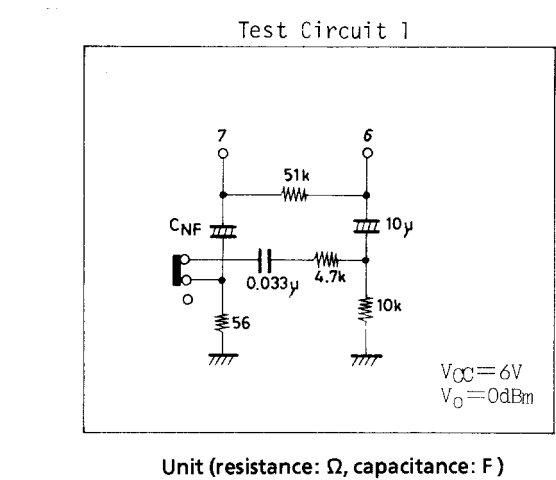 Test Circuit 1
7 6
51k
CNF 10μ
0.033μ 4.7k
10k
56
VCC=6V
VO=0dBm
Unit (resistance: Ω, capacitance: F)